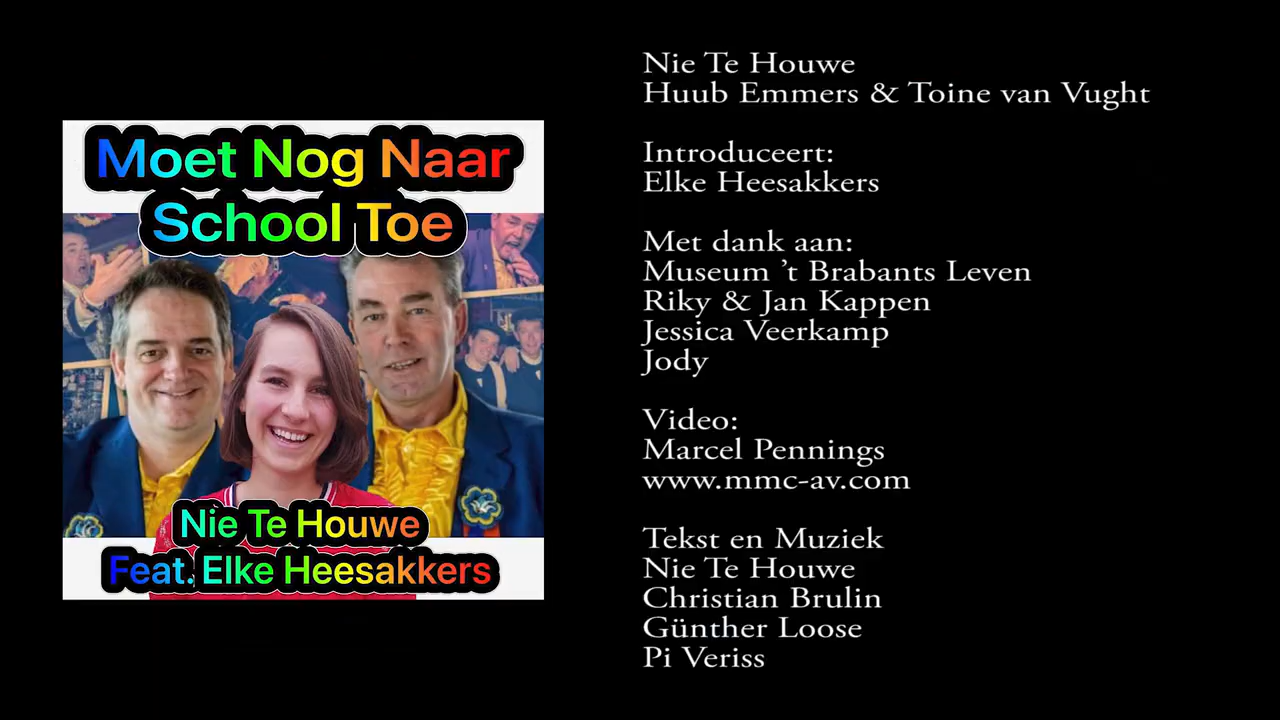 Moet Nog Naar
School Toe
Nie Te Houwe
Feat. Elke Heesakkers
Nie Te Houwe
Huub Emmers & Toine van Vught
Introduceert:
Elke Heesakkers
Met dank aan:
Museum ’t Brabants Leven
Riky & Jan Kappen
Jessica Veerkamp
Jody
Video:
Marcel Pennings
www.mmc-av.com
Tekst en Muziek
Nie Te Houwe
Christian Brulin
Günther Loose
Pi Veriss